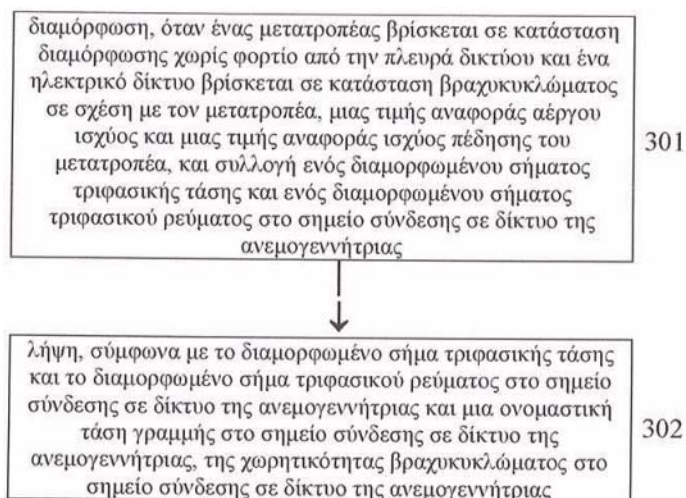 διαμόρφωση, όταν ένας μετατροπέας βρίσκεται σε κατάσταση
διαμόρφωσης χωρίς φορτίο από την πλευρά δικτύου και ένα
ηλεκτρικό δίκτυο βρίσκεται σε κατάσταση βραχυκυκλώματος
σε σχέση με τον μετατροπέα, μιας τιμής αναφοράς αέργου
ισχύος και μιας τιμής αναφοράς ισχύος πέδησης του
μετατροπέα, και συλλογή ενός διαμορφωμένου σήματος
τριφασικής τάσης και ενός διαμορφωμένου σήματος
τριφασικού ρεύματος στο σημείο σύνδεσης σε δίκτυο της
ανεμογεννήτριας
301
λήψη, σύμφωνα με το διαμορφωμένο σήμα τριφασικής τάσης
και το διαμορφωμένο σήμα τριφασικού ρεύματος στο σημείο
σύνδεσης σε δίκτυο της ανεμογεννήτριας και μια ονομαστική
τάση γραμμής στο σημείο σύνδεσης σε δίκτυο της
ανεμογεννήτριας, της χωρητικότητας βραχυκυκλώματος στο
σημείο σύνδεσης σε δίκτυο της ανεμογεννήτριας
302